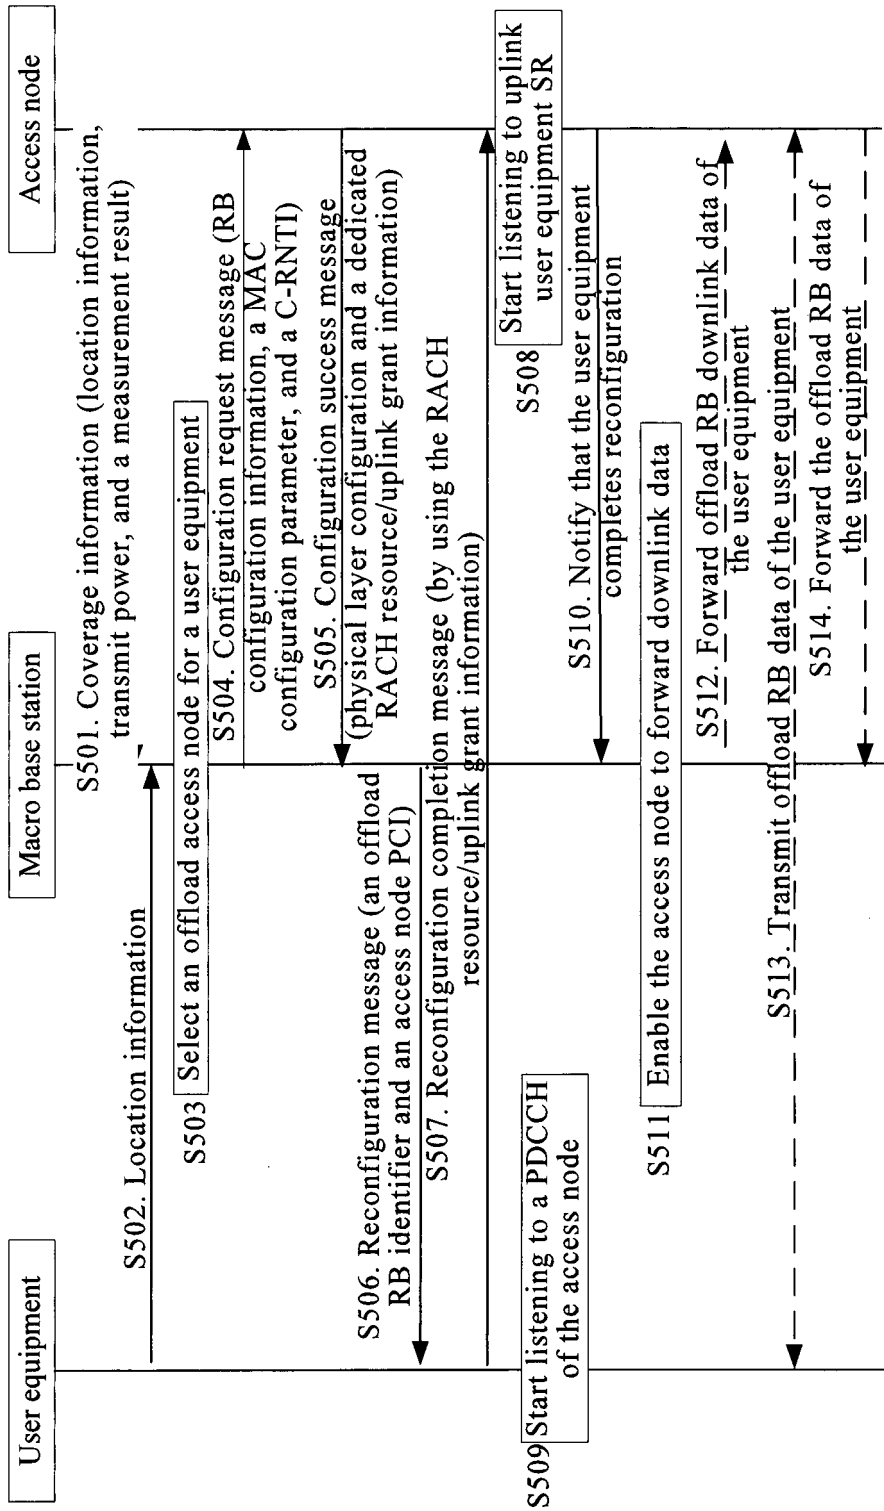 User equipment
Macro base station
Access node
S501. Coverage information (location information,
transmit power, and a measurement result)
S502. Location information
S503
Select an offload access node for a user equipment
S504. Configuration request message (RB
configuration information, a MAC
configuration parameter, and a C-RNTI)
S505. Configuration success message
(physical layer configuration and a dedicated
RACH resource/uplink grant information)
S506. Reconfiguration message (an offload
RB identifier and an access node PCI)
S507. Reconfiguration completion message (by using the RACH
resource/uplink grant information)
S508
Start listening to uplink
user equipment SR
S509
Start listening to a PDCCH
of the access node
S510. Notify that the user equipment
completes reconfiguration
S511
Enable the access node to forward downlink data
S512. Forward offload RB downlink data of
the user equipment
S513. Transmit offload RB data of the user equipment
S514. Forward the offload RB data of
the user equipment